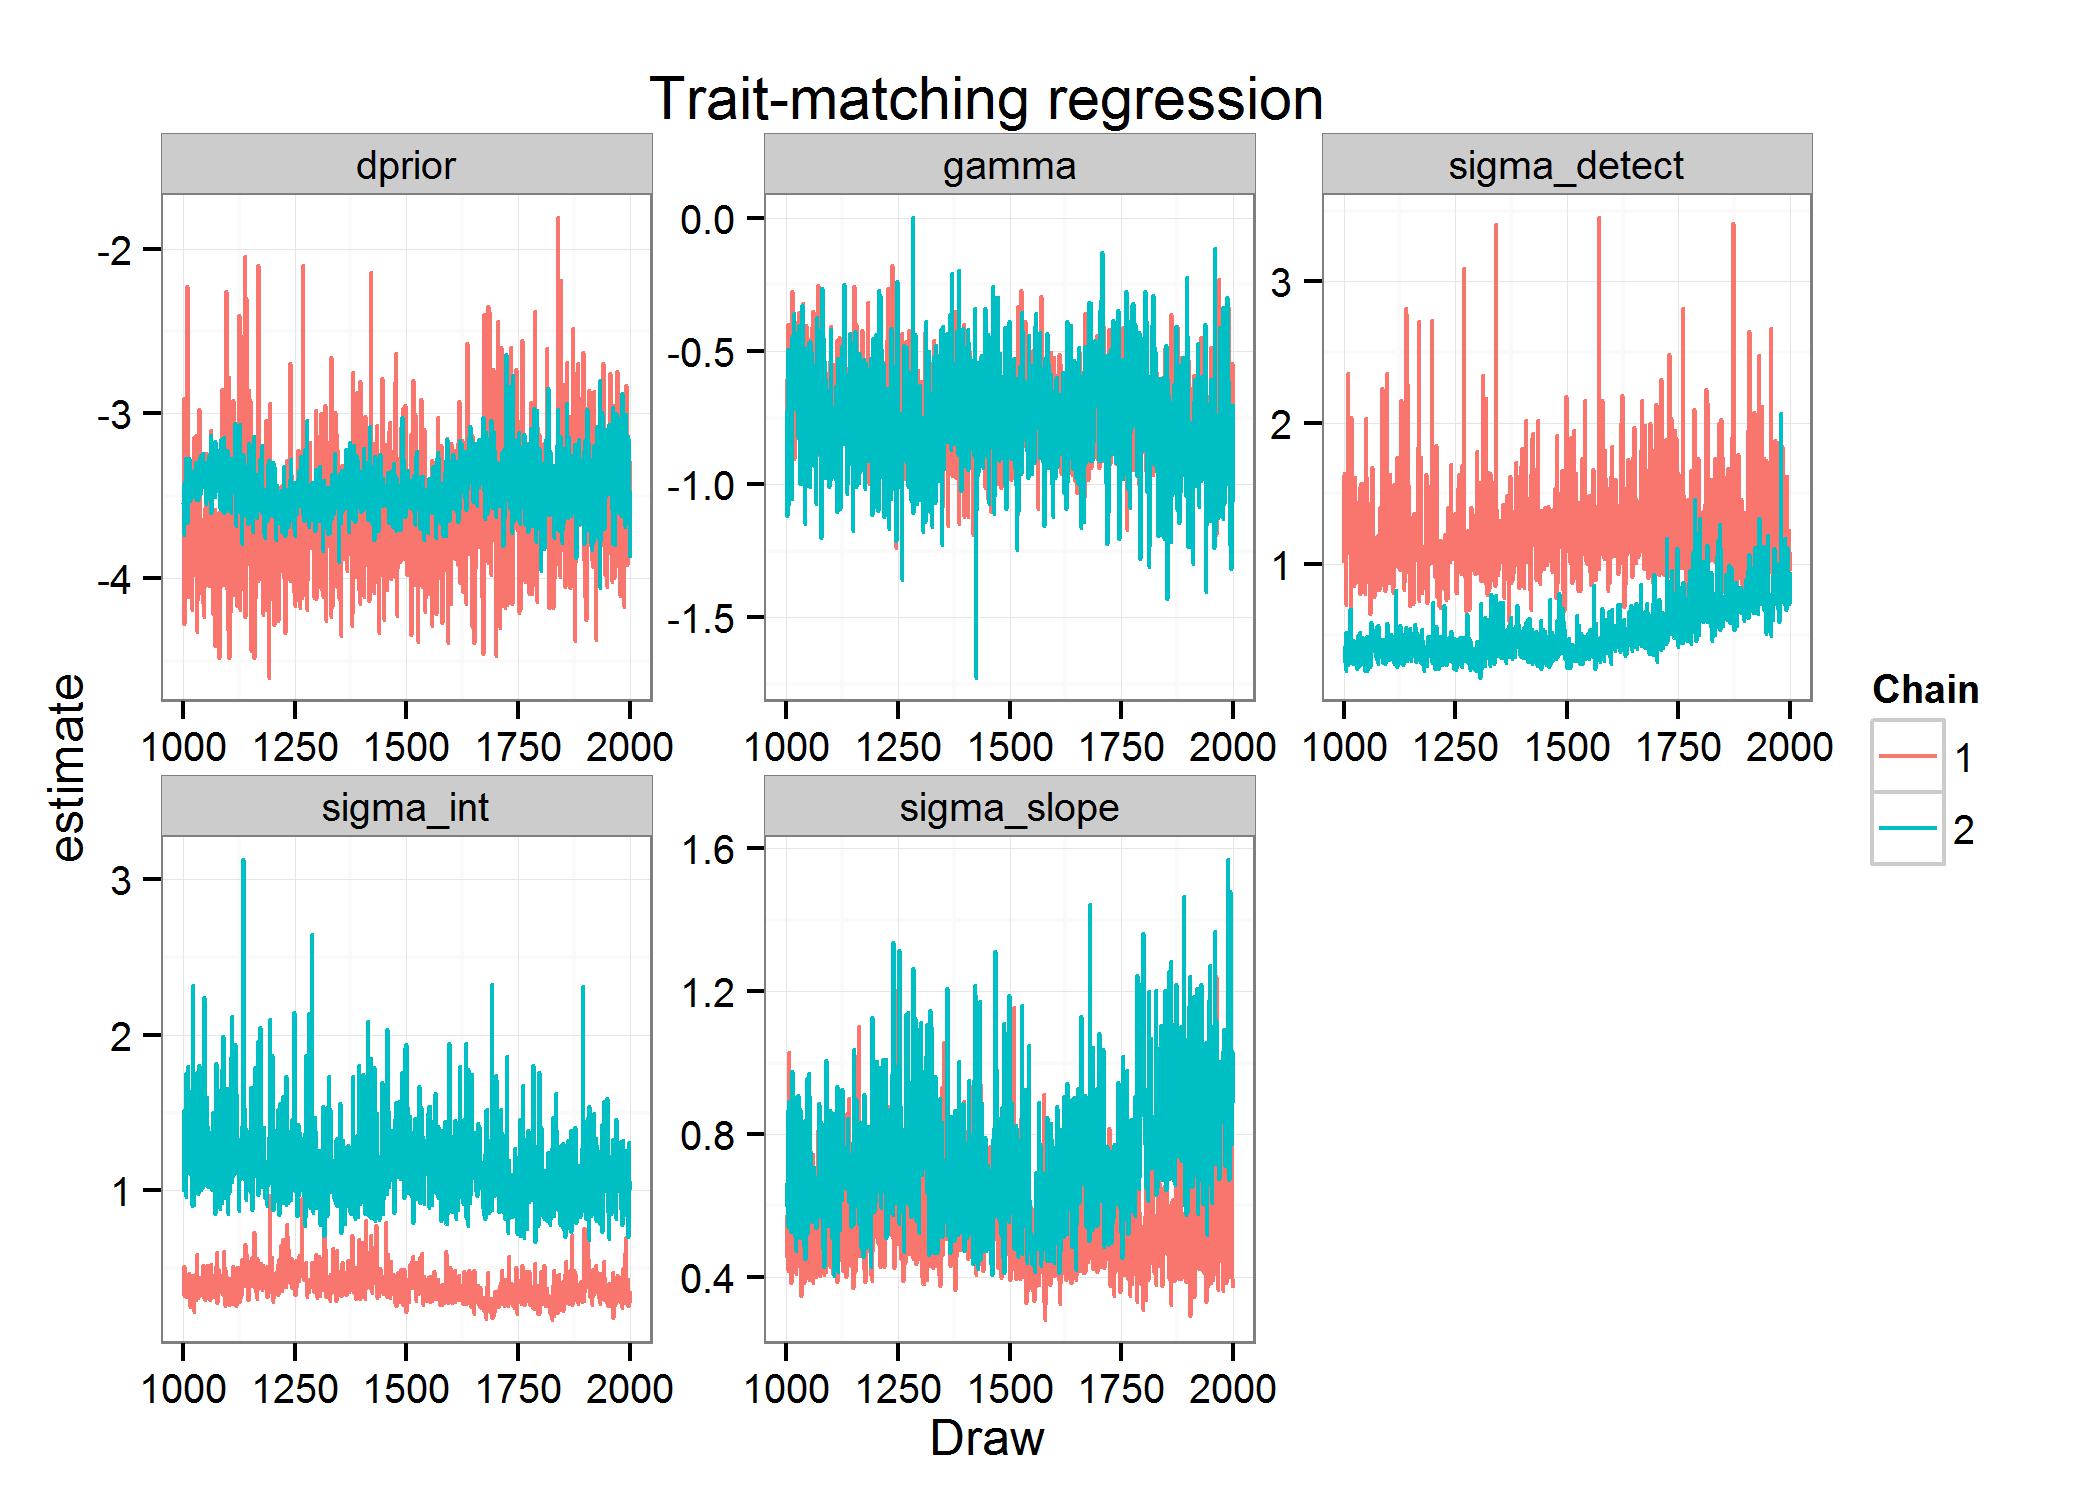 Trait-matching regression
dprior gamma sigma_detect
-2
-3
-4
0.0
-0.5
-1.0
-1.5
3
2
1
1000 1250 1500 1750 2000
1000 1250 1500 1750 2000
1000 1250 1500 1750 2000
sigma_int sigma_slope
3
2
1
1.6
1.2
0.8
0.4
1000 1250 1500 1750 2000
1000 1250 1500 1750 2000
estimate
Draw
Chain
1
2